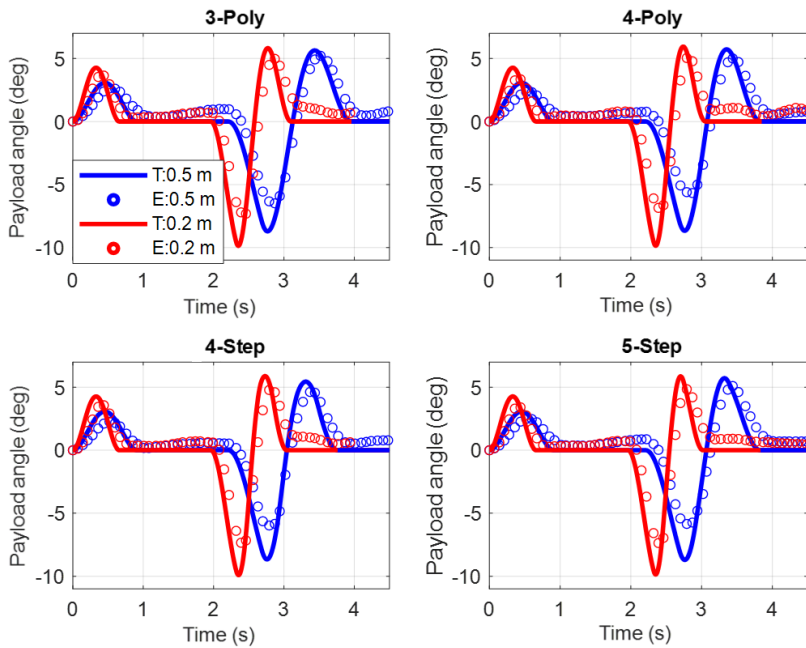 3-Poly
Payload angle (deg)
5
0
-5
-10
T:0.5 m
E:0.5 m
T:0.2 m
E:0.2 m
0 1 2 3 4
Time (s)
4-Poly
Payload angle (deg)
5
0
-5
-10
0 1 2 3 4
Time (s)
4-Step
Payload angle (deg)
5
0
-5
-10
0 1 2 3 4
Time (s)
5-Step
Payload angle (deg)
5
0
-5
-10
0 1 2 3 4
Time (s)